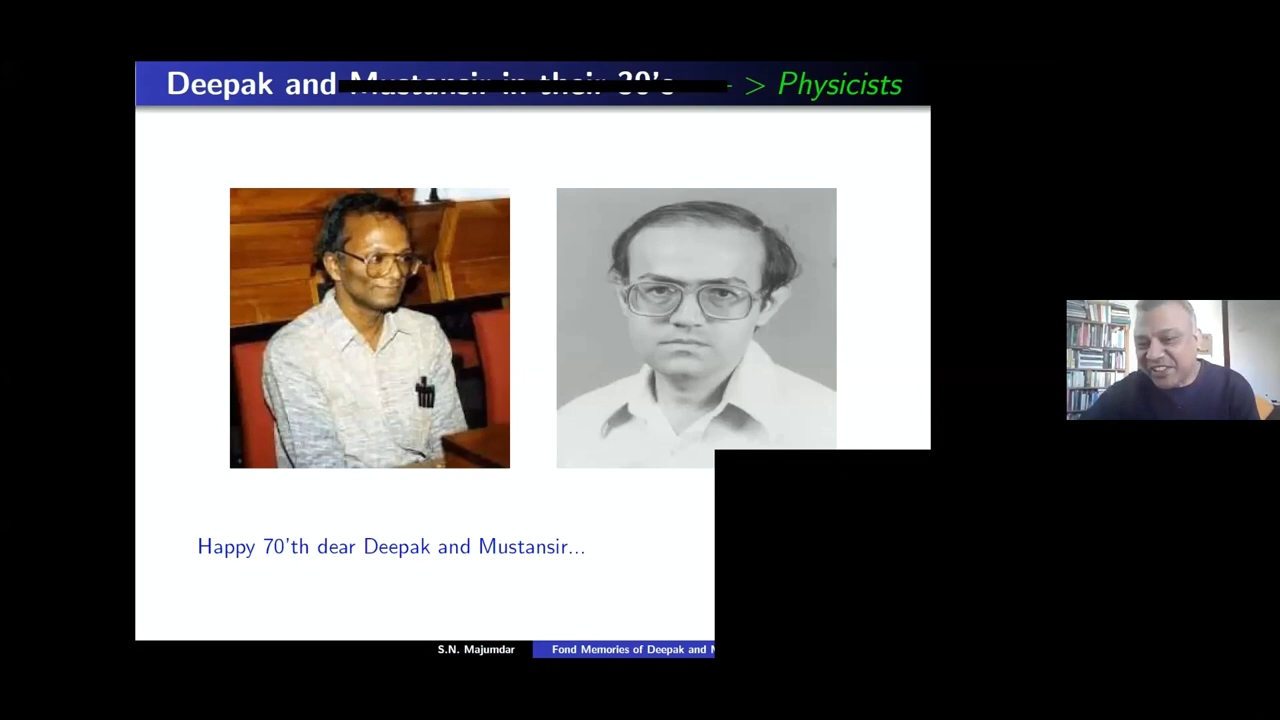 Deepak and Mustansir in their 30's - > Physicists
Happy 70'th dear Deepak and Mustansir...
S.N. Majumdar
Fond Memories of Deepak and